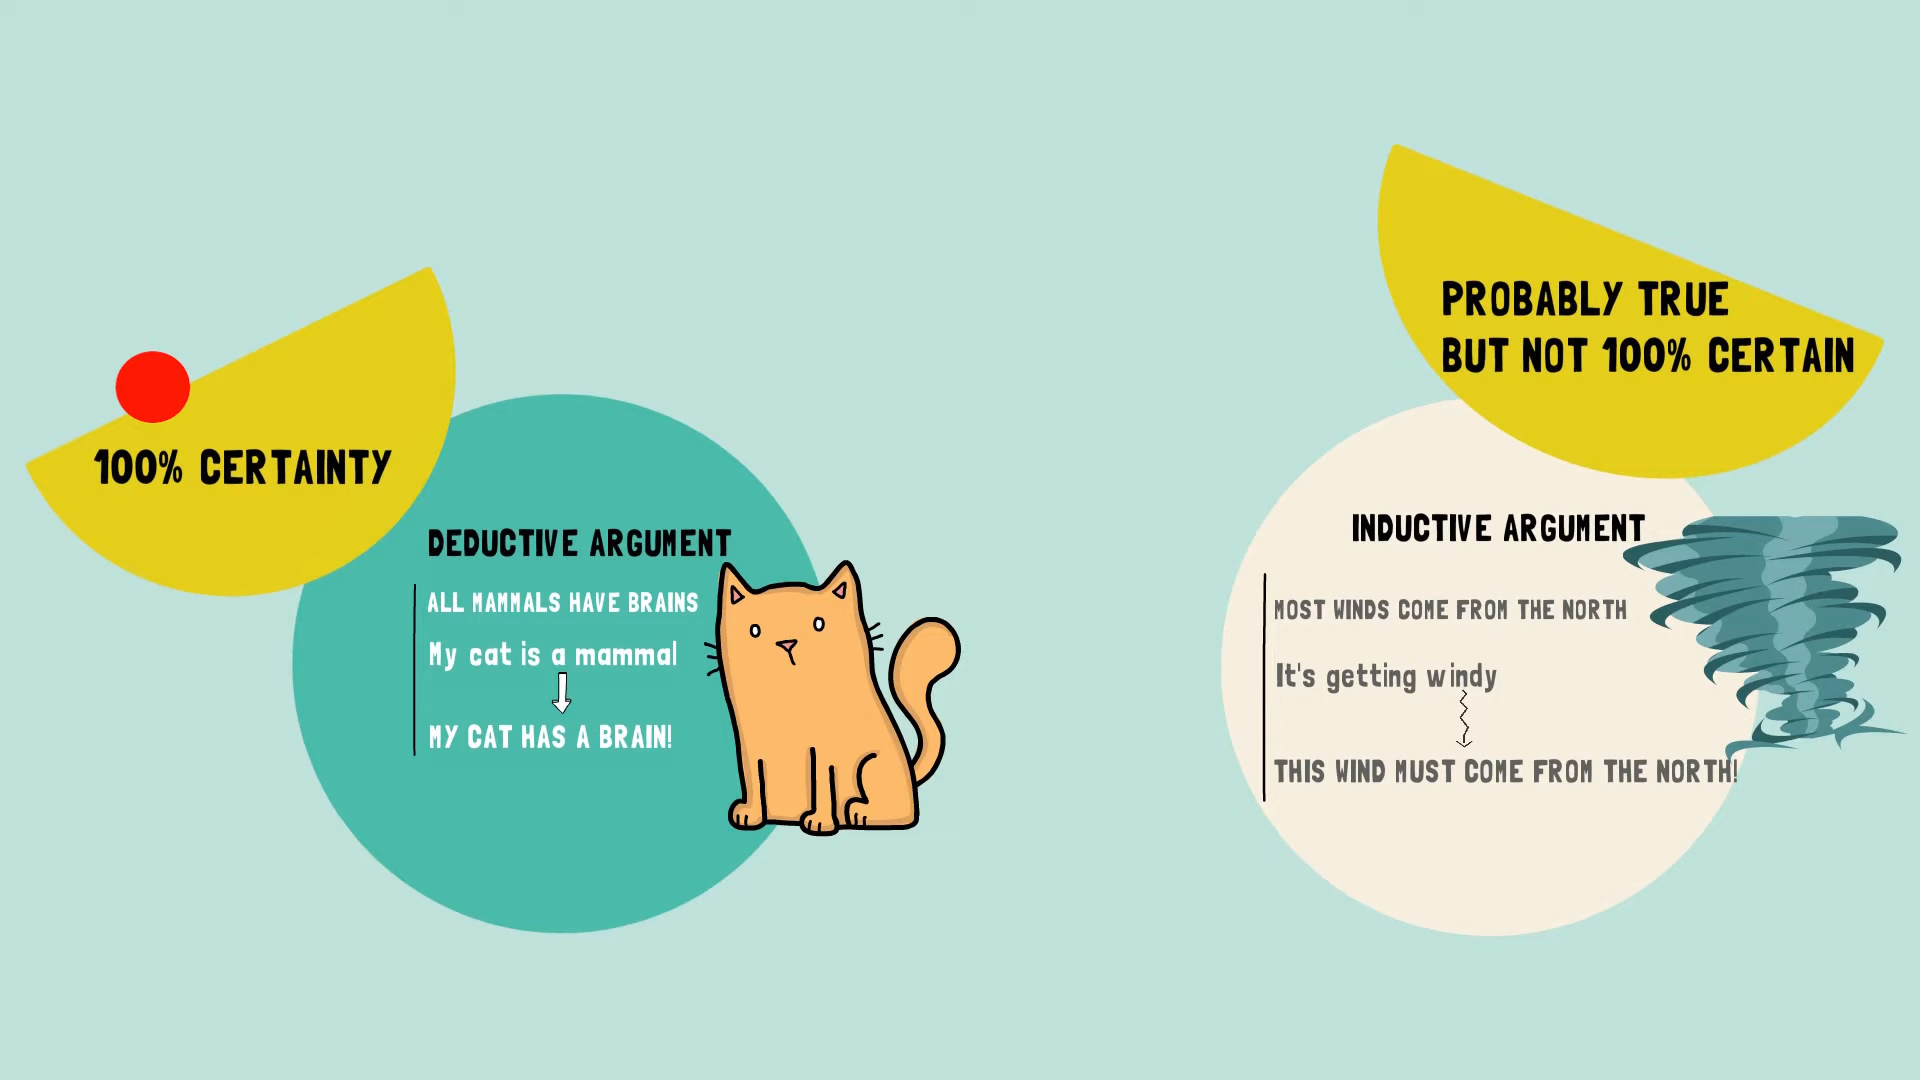 100% CERTAINTY
DEDUCTIVE ARGUMENT
ALL MAMMALS HAVE BRAINS
My cat is a mammal
MY CAT HAS A BRAIN!
PROBABLY TRUE
BUT NOT 100% CERTAIN
INDUCTIVE ARGUMENT
MOST WINDS COME FROM THE NORTH
It's getting windy
THIS WIND MUST COME FROM THE NORTH!